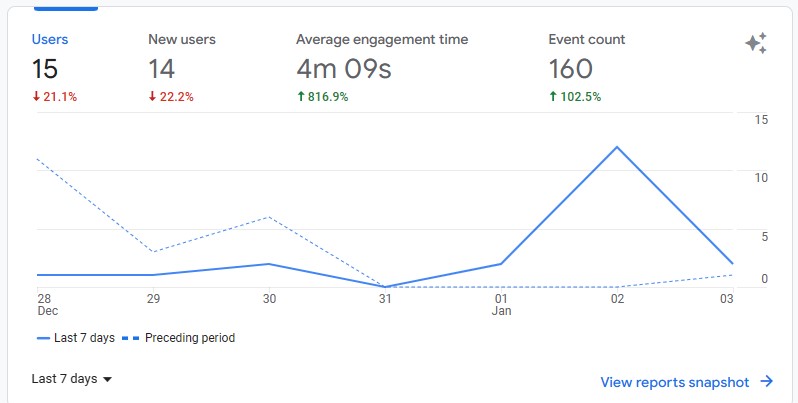 Users New users Average engagement time Event count
15 14 4m 09s 160
↓ 21.1% ↓ 22.2% ↑ 816.9% ↑ 102.5%
15
10
5
0
28 29 30 31 01 02 03
Dec Jan
Last 7 days Preceding period
Last 7 days View reports snapshot →